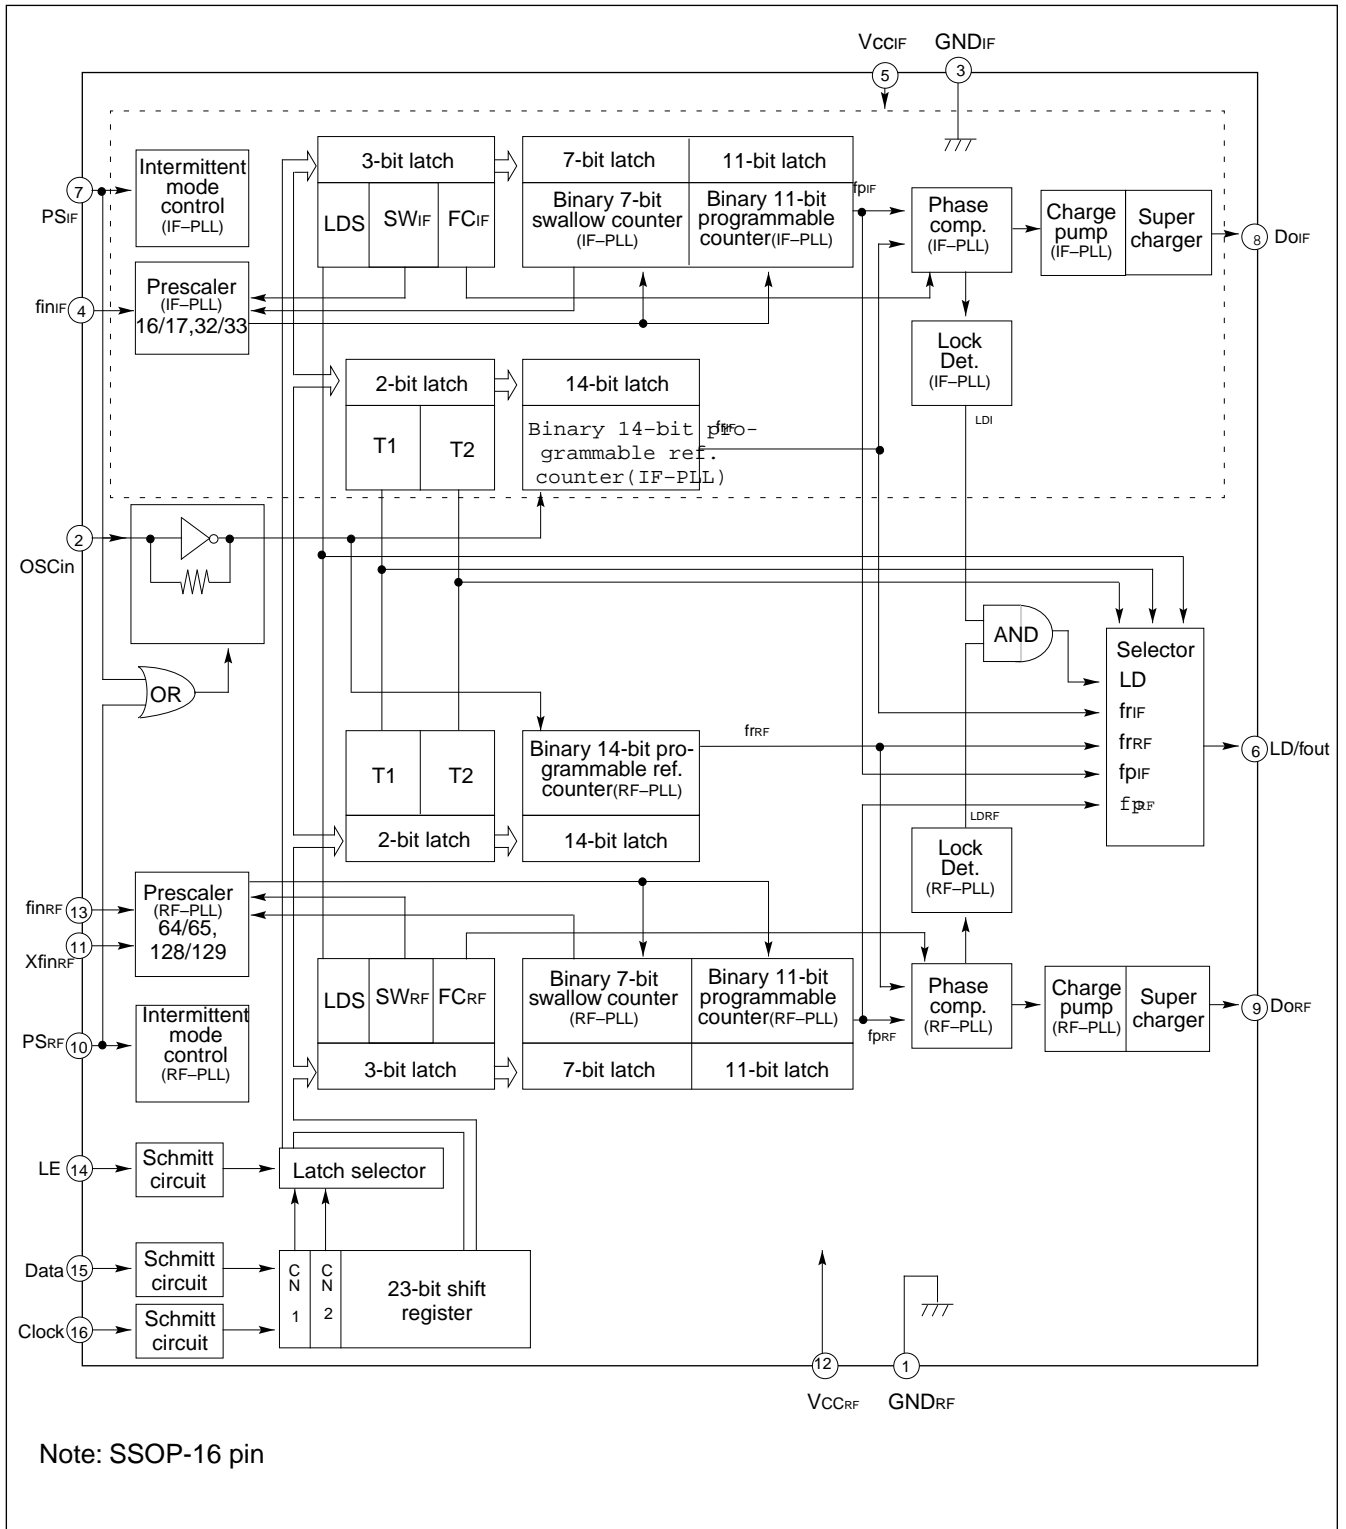 VCCIF
GNDIF
5
3
Intermittent
mode
control
(IF–PLL)
3-bit latch
7-bit latch
11-bit latch
7
PSIF
LDS
SWIF
FCIF
Binary 7-bit
swallow counter
(IF–PLL)
Binary 11-bit
programmable
counter(IF–PLL)
fpIF
Phase
comp.
(IF–PLL)
Charge
pump
(IF–PLL)
Super
charger
8
DoIF
finIF
4
Prescaler
(IF–PLL)
16/17,32/33
Lock
Det.
(IF–PLL)
2-bit latch
14-bit latch
LDI
T1
T2
Binary 14–bit pro-
grammable ref.
counter(IF–PLL)
frIF
2
OSCin
AND
Selector
LD
frIF
frRF
fpIF
fpRF
OR
6
LD/fout
T1
T2
Binary 14-bit pro-
grammable ref.
counter(RF–PLL)
frRF
2-bit latch
14-bit latch
LDRF
Lock
Det.
(RF–PLL)
finRF
13
11
XfinRF
Prescaler
(RF–PLL)
64/65,
128/129
LDS
SWRF
FCRF
Binary 7-bit
swallow counter
(RF–PLL)
Binary 11-bit
programmable
counter(RF–PLL)
fpRF
Phase
comp.
(RF–PLL)
Charge
pump
(RF–PLL)
Super
charger
9
DoRF
PSRF
10
Intermittent
mode
control
(RF–PLL)
3-bit latch
7-bit latch
11-bit latch
LE
14
Schmitt
circuit
Latch selector
Data
15
Schmitt
circuit
C
N
1
C
N
2
23-bit shift
register
Clock
16
Schmitt
circuit
12
1
VCCRF
GNDRF
Note: SSOP-16 pin